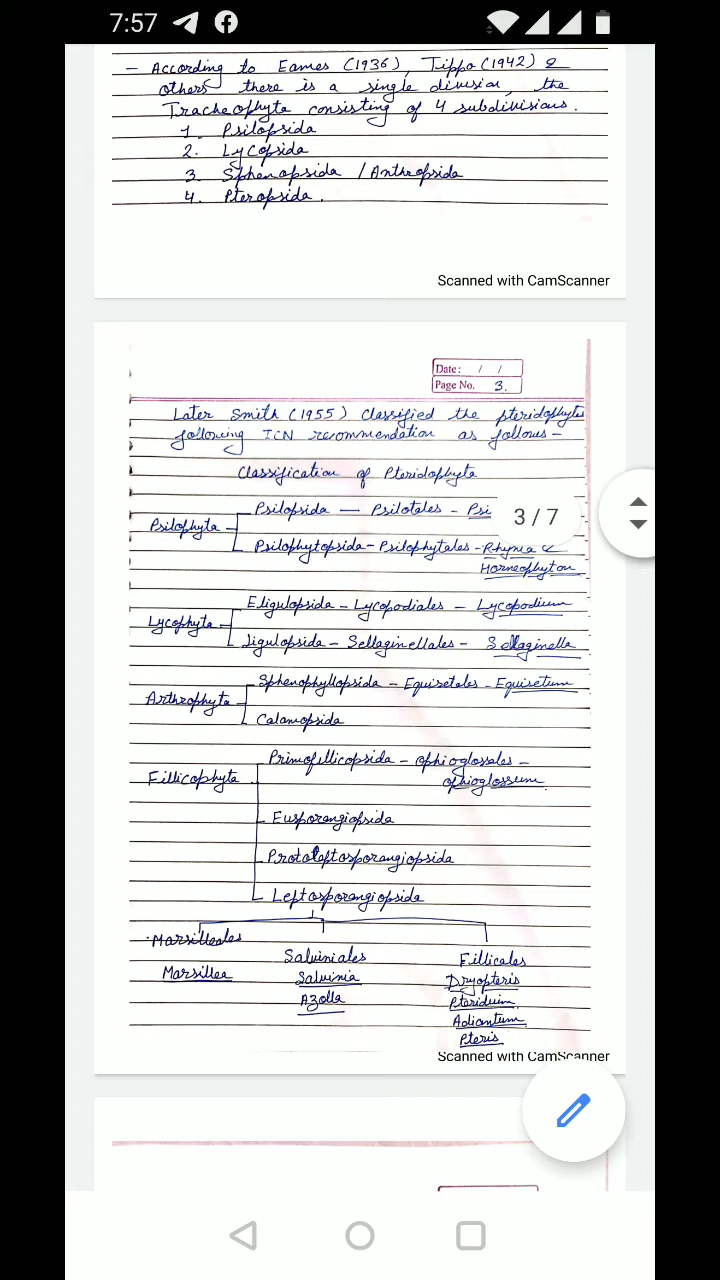 7:57
- According to Eames (1936), Tippo (1942) &
others there is a single division, the
Tracheophyta consisting of 4 subdivisions.
1. Psilopsida
2. Lycopsida
3 Sphenopsida / Anthropsida
4. Pteropsida.
Scanned with CamScanner
Date: / /
Page No. 3.
Later Smith (1955) classified the pteridophytes
following ICN recommendation as follows -
Classification of Pteridophyta
3 / 7
Psilopsida - Psilotales - Psi
Psilophyta
Psilophytopsida - Psilophytales - Rhynia &
Horneophyton
Eligulopsida - Lycopodiales - Lycopodium
Lycophyta
Ligulopsida - Sellaginellales - Sellaginella
Sphenophyllopsida - Equisetales - Equisetum
Arthrophyta
Calamopsida
Primofillicopsida - Ophioglossales -
Fillicophyta
ophioglossum
Eusporangiopsida
Protoleptosporangiopsida
Leptosporangiopsida
Marsilleales
Salviniales
Fillicales
Marsillea
Salvinia
Dryopteris
Azolla
Pteriduim
Adiantum
Pteris
Scanned with CamScanner